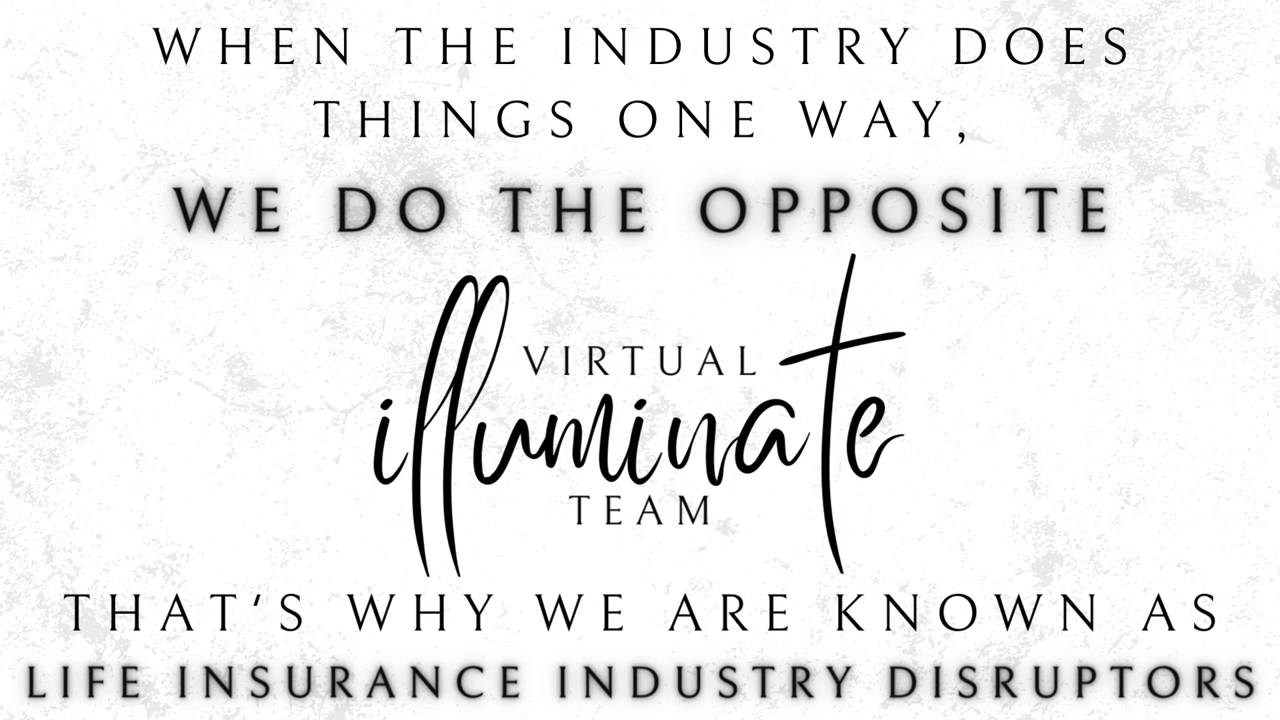 WHEN THE INDUSTRY DOES
THINGS ONE WAY,
WE DO THE OPPOSITE
VIRTUAL
illuminate
TEAM
THAT'S WHY WE ARE KNOWN AS
LIFE INSURANCE INDUSTRY DISRUPTORS